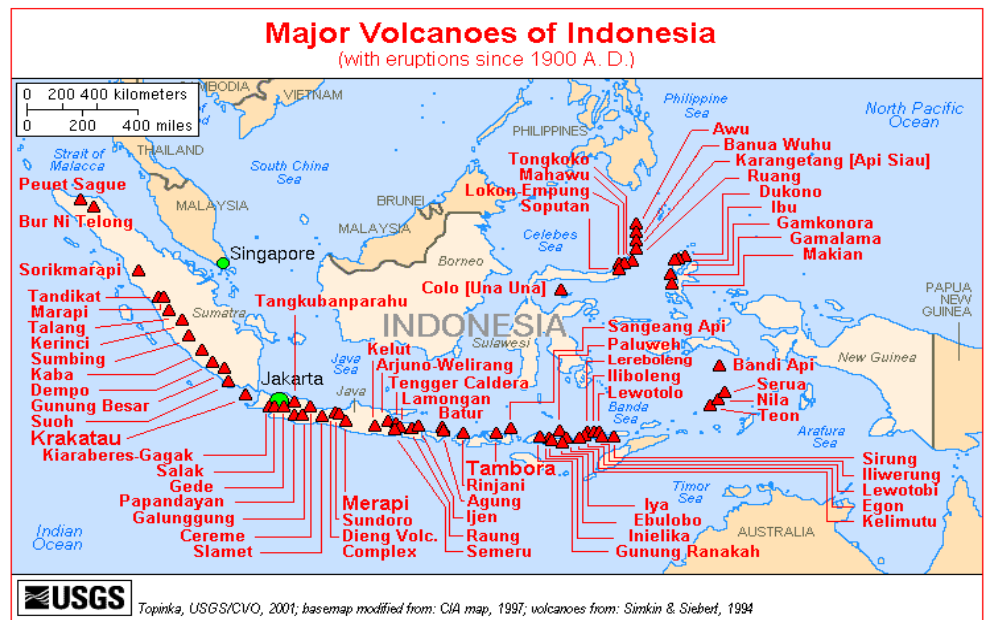 Major Volcanoes of Indonesia
(with eruptions since 1900 A. D.)
0 200 400 kilometers
0 200 400 miles
CAMBODIA
VIETNAM
THAILAND
Strait of
Malacca
South China
Sea
PHILIPPINES
Philippine
Sea
North Pacific
Ocean
Peuet Sague
Bur Ni Telong
MALAYSIA
BRUNEI
MALAYSIA
Singapore
Borneo
Celebes
Sea
Tongkoko
Mahawu
Lokon-Empung
Soputan
Awu
Banua Wuhu
Karangetang [Api Siau]
Ruang
Dukono
Ibu
Gamkonora
Gamalama
Makian
Sorikmarapi
Tandikat
Marapi
Talang
Kerinci
Sumbing
Kaba
Dempo
Gunung Besar
Suoh
Krakatau
Kiaraberes-Gagak
Salak
Gede
Papandayan
Galunggung
Cereme
Slamet
Sumatra
Tangkubanparahu
Jakarta
Java
Sea
Java
INDONESIA
Colo [Una Una]
Sulawesi
Kelut
Arjuno-Welirang
Tengger Caldera
Lamongan
Batur
Sangeang Api
Paluweh
Lereboleng
Iliboleng
Lewotolo
Banda
Sea
Bandi Api
Serua
Nila
Teon
New Guinea
PAPUA
NEW
GUINEA
Arafura
Sea
Merapi
Sundoro
Dieng Volc.
Complex
Tambora
Rinjani
Agung
Ijen
Raung
Semeru
Iya
Ebulobo
Inielika
Gunung Ranakah
Sirung
Iliwerung
Lewotobi
Egon
Kelimutu
Timor
Sea
AUSTRALIA
Indian
Ocean
USGS
Topinka, USGS/CVO, 2001; basemap modified from: CIA map, 1997; volcanoes from: Simkin & Siebert, 1994